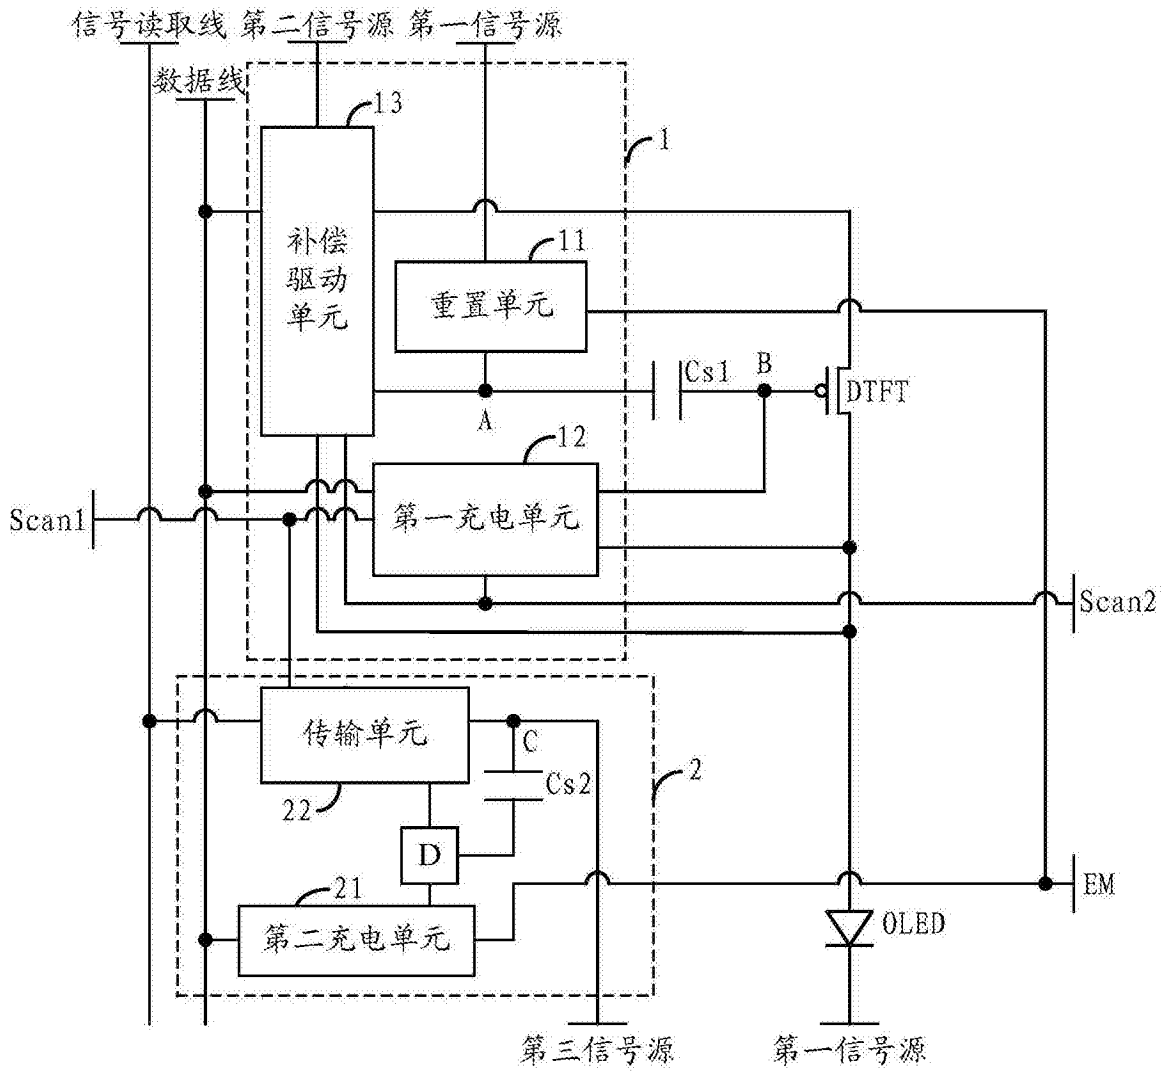 信号读取线
第二信号源
第一信号源
数据线
13
1
补偿
驱动
单元
11
重置单元
Cs1
B
DTFT
A
12
第一充电单元
Scan1
Scan2
传输单元
C
Cs2
2
22
D
21
第二充电单元
EM
OLED
第三信号源
第一信号源